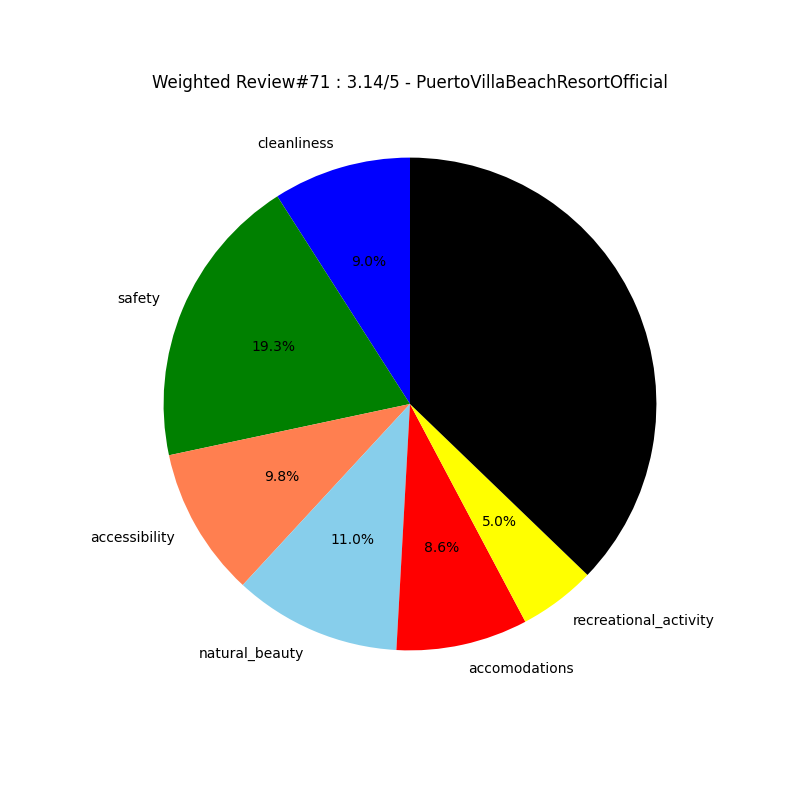 Weighted Review#71 : 3.14/5 - PuertoVillaBeachResortOfficial
cleanliness
9.0%
safety
19.3%
accessibility
9.8%
natural_beauty
11.0%
accomodations
8.6%
recreational_activity
5.0%